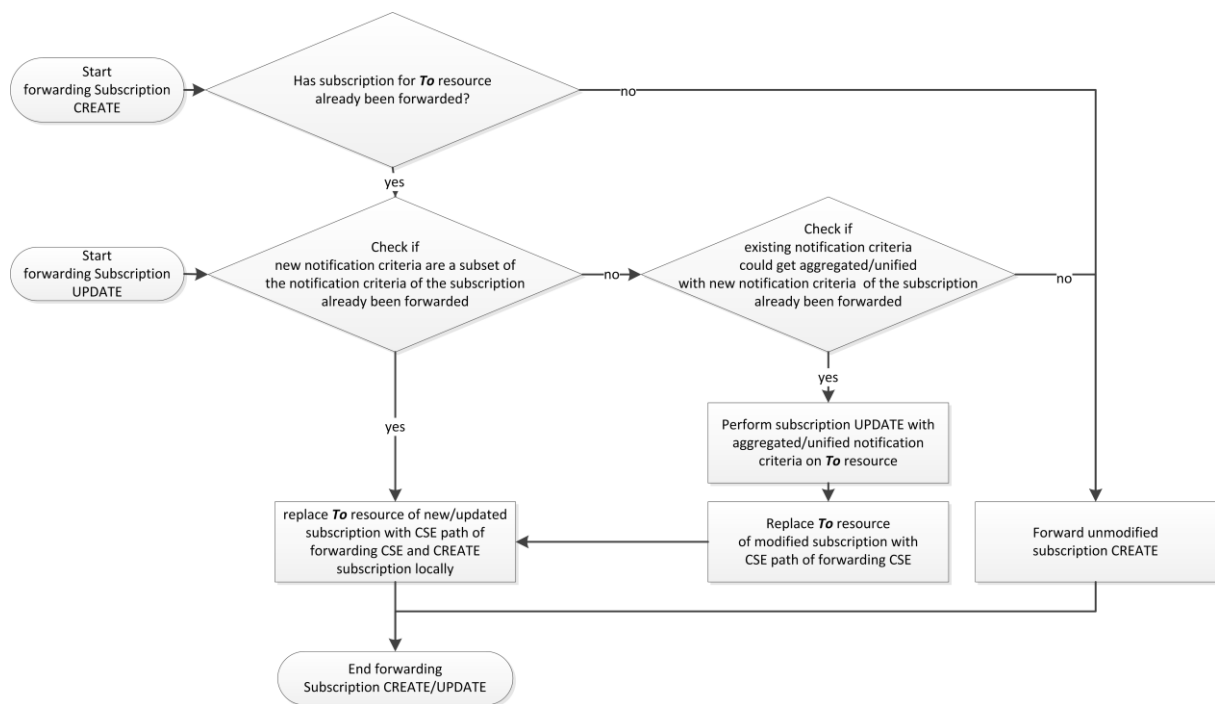 Start
forwarding Subscription
CREATE
Has subscription for To resource
already been forwarded?
no
yes
Start
forwarding Subscription
UPDATE
Check if
new notification criteria are a subset of
the notification criteria of the subscription
already been forwarded
no
Check if
existing notification criteria
could get aggregated/unified
with new notification criteria of the subscription
already been forwarded
no
yes
yes
Perform subscription UPDATE with
aggregated/unified notification
criteria on To resource
replace To resource of new/updated
subscription with CSE path of
forwarding CSE and CREATE
subscription locally
Replace To resource
of modified subscription with
CSE path of forwarding CSE
Forward unmodified
subscription CREATE
End forwarding
Subscription CREATE/UPDATE